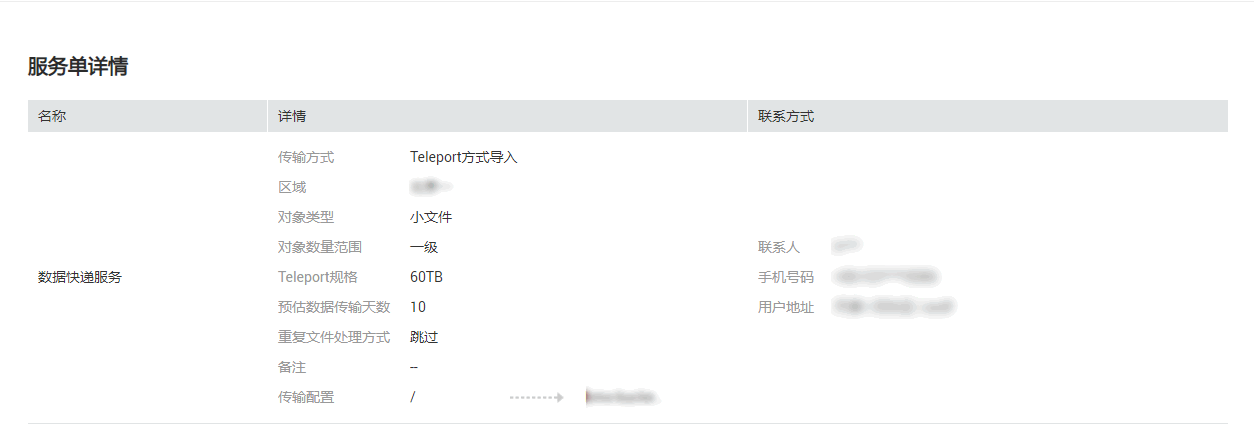 服务单详情
名称 详情 联系方式
传输方式 Teleport方式导入
区域
对象类型 小文件
对象数量范围 一级 联系人
数据快递服务 Teleport规格 60TB 手机号码
预估数据传输天数 10 用户地址
重复文件处理方式 跳过
备注 --
传输配置 /